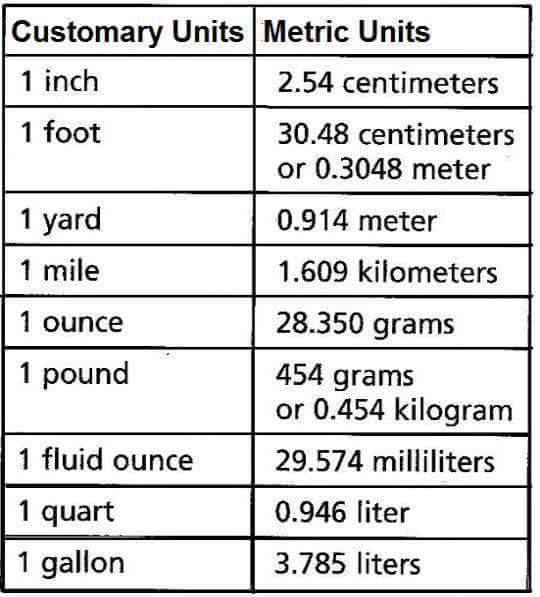 Customary Units Metric Units
1 inch 2.54 centimeters
1 foot 30.48 centimeters
or 0.3048 meter
1 yard 0.914 meter
1 mile 1.609 kilometers
1 ounce 28.350 grams
1 pound 454 grams
or 0.454 kilogram
1 fluid ounce 29.574 milliliters
1 quart 0.946 liter
1 gallon 3.785 liters